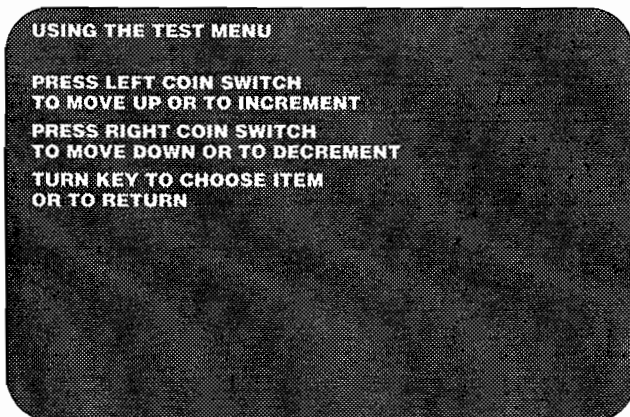 USING THE TEST MENU
PRESS LEFT COIN SWITCH
TO MOVE UP OR TO INCREMENT
PRESS RIGHT COIN SWITCH
TO MOVE DOWN OR TO DECREMENT
TURN KEY TO CHOOSE ITEM
OR TO RETURN